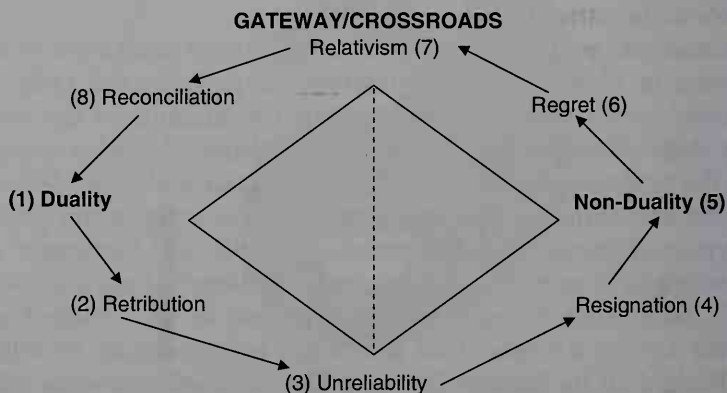 GATEWAY/CROSSROADS
Relativism (7)
(8) Reconciliation
Regret (6)
(1) Duality
Non-Duality (5)
(2) Retribution
Resignation (4)
(3) Unreliability